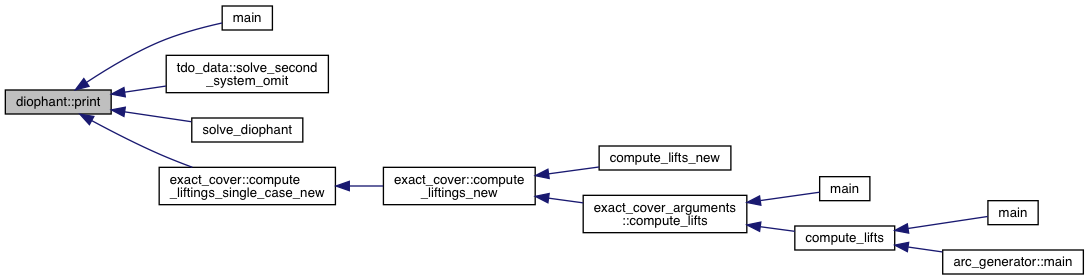 main
tdo_data::solve_second
_system_omit
diophant::print
solve_diophant
exact_cover::compute
_liftings_single_case_new
exact_cover::compute
_liftings_new
compute_lifts_new
exact_cover_arguments
::compute_lifts
main
compute_lifts
main
arc_generator::main